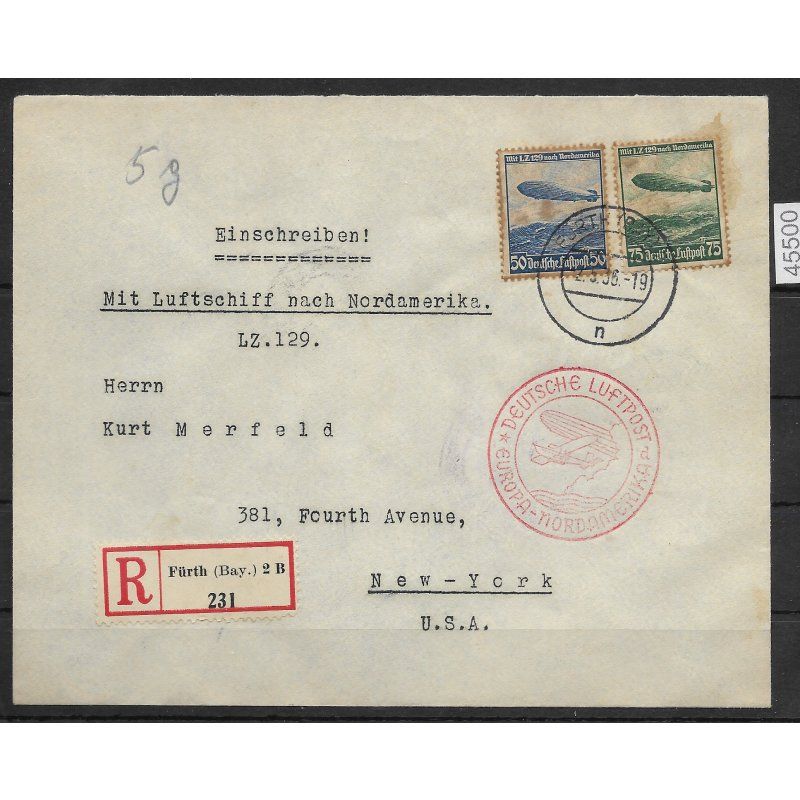 5 g
Mit LZ 129 nach Nordamerika
50 Deutsche Luftpost 50
Mit LZ 129 nach Nordamerika
75 Deutsche Luftpost 75
.36.-19
n
45500
Einschreiben!
=============
Mit Luftschiff nach Nordamerika.
LZ.129.
Herrn
Kurt Merfeld
DEUTSCHE LUFTPOST
EUROPA-NORDAMERIKA
381, Fourth Avenue,
New-York
U.S.A.
R
Fürth (Bay.) 2 B
231